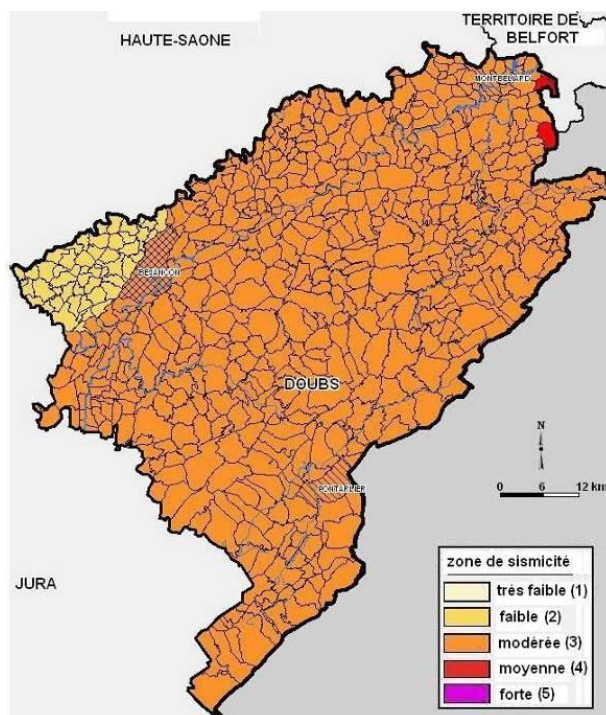 TERRITOIRE DE
BELFORT
HAUTE-SAONE
MONTBELIARD
BESANCON
DOUBS
PONTARLIER
N
0 6 12 km
JURA
zone de sismicité
très faible (1)
faible (2)
modérée (3)
moyenne (4)
forte (5)